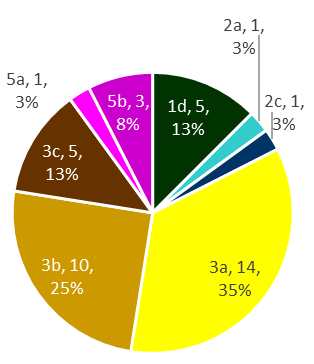 2a, 1,
3%
5a, 1,
3%
5b, 3,
8%
1d, 5,
13%
2c, 1,
3%
3c, 5,
13%
3b, 10,
25%
3a, 14,
35%